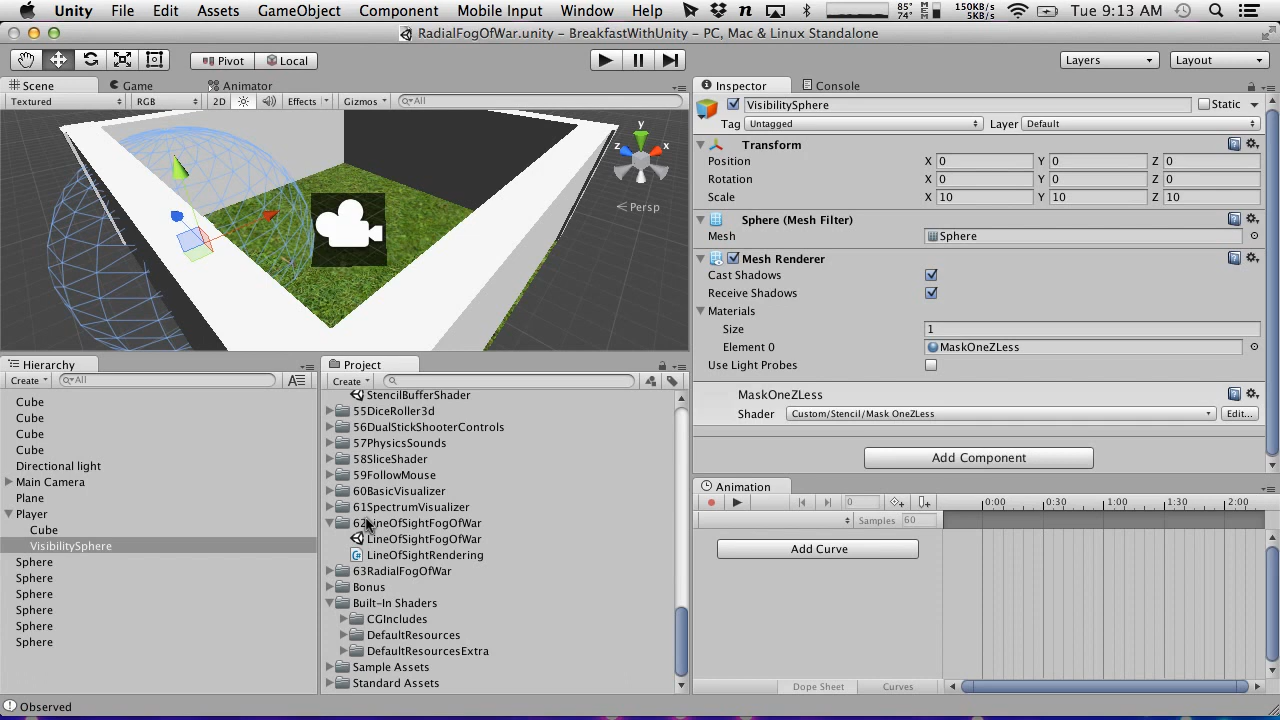 Unity File Edit Assets GameObject Component Mobile Input Window Help 85° 74° MEM 150KB/S 5KB/S Tue 9:13 AM
RadialFogOfWar.unity – BreakfastWithUnity – PC, Mac & Linux Standalone
Pivot Local Layers Layout
Scene Game Animator
Textured RGB 2D Effects Gizmos All
y
z x
Persp
Inspector Console
VisibilitySphere Static
Tag Untagged Layer Default
Transform
Position X 0 Y 0 Z 0
Rotation X 0 Y 0 Z 0
Scale X 10 Y 10 Z 10
Sphere (Mesh Filter)
Mesh Sphere
Mesh Renderer
Cast Shadows
Receive Shadows
Materials
Size 1
Element 0 MaskOneZLess
Use Light Probes
MaskOneZLess
Shader Custom/Stencil/Mask OneZLess Edit...
Add Component
Hierarchy
Create All
Cube
Cube
Cube
Cube
Directional light
Main Camera
Plane
Player
Cube
VisibilitySphere
Sphere
Sphere
Sphere
Sphere
Sphere
Sphere
Project
Create
StencilBufferShader
55DiceRoller3d
56DualStickShooterControls
57PhysicsSounds
58SliceShader
59FollowMouse
60BasicVisualizer
61SpectrumVisualizer
62LineOfSightFogOfWar
LineOfSightFogOfWar
LineOfSightRendering
63RadialFogOfWar
Bonus
Built-In Shaders
CGIncludes
DefaultResources
DefaultResourcesExtra
Sample Assets
Standard Assets
Animation
0 0:00 0:30 1:00 1:30 2:00
Samples 60
Add Curve
Dope Sheet Curves
Observed